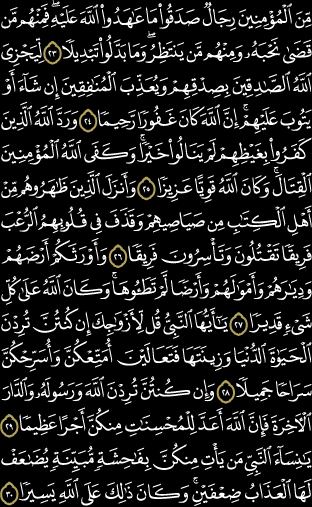 مِّنَ ٱلْمُؤْمِنِينَ رِجَالٌ صَدَقُوا۟ مَا عَٰهَدُوا۟ ٱللَّهَ عَلَيْهِ ۖ فَمِنْهُم مَّن
قَضَىٰ نَحْبَهُۥ وَمِنْهُم مَّن يَنتَظِرُ ۖ وَمَا بَدَّلُوا۟ تَبْدِيلًا ٢٣ لِّيَجْزِىَ
ٱللَّهُ ٱلصَّٰدِقِينَ بِصِدْقِهِمْ وَيُعَذِّبَ ٱلْمُنَٰفِقِينَ إِن شَآءَ أَوْ
يَتُوبَ عَلَيْهِمْ ۚ إِنَّ ٱللَّهَ كَانَ غَفُورًا رَّحِيمًا ٢٤ وَرَدَّ ٱللَّهُ ٱلَّذِينَ
كَفَرُوا۟ بِغَيْظِهِمْ لَمْ يَنَالُوا۟ خَيْرًا ۚ وَكَفَى ٱللَّهُ ٱلْمُؤْمِنِينَ
ٱلْقِتَالَ ۚ وَكَانَ ٱللَّهُ قَوِيًّا عَزِيزًا ٢٥ وَأَنزَلَ ٱلَّذِينَ ظَٰهَرُوهُم مِّنْ
أَهْلِ ٱلْكِتَٰبِ مِن صَيَاصِيهِمْ وَقَذَفَ فِى قُلُوبِهِمُ ٱلرُّعْبَ
فَرِيقًا تَقْتُلُونَ وَتَأْسِرُونَ فَرِيقًا ٢٦ وَأَوْرَثَكُمْ أَرْضَهُمْ
وَدِيَٰرَهُمْ وَأَمْوَٰلَهُمْ وَأَرْضًا لَّمْ تَطَـُٔوهَا ۚ وَكَانَ ٱللَّهُ عَلَىٰ كُلِّ
شَىْءٍ قَدِيرًا ٢٧ يَٰٓأَيُّهَا ٱلنَّبِىُّ قُل لِّأَزْوَٰجِكَ إِن كُنتُنَّ تُرِدْنَ
ٱلْحَيَوٰةَ ٱلدُّنْيَا وَزِينَتَهَا فَتَعَالَيْنَ أُمَتِّعْكُنَّ وَأُسَرِّحْكُنَّ
سَرَاحًا جَمِيلًا ٢٨ وَإِن كُنتُنَّ تُرِدْنَ ٱللَّهَ وَرَسُولَهُۥ وَٱلدَّارَ
ٱلْءَاخِرَةَ فَإِنَّ ٱللَّهَ أَعَدَّ لِلْمُحْسِنَٰتِ مِنكُنَّ أَجْرًا عَظِيمًا ٢٩
يَٰنِسَآءَ ٱلنَّبِىِّ مَن يَأْتِ مِنكُنَّ بِفَٰحِشَةٍ مُّبَيِّنَةٍ يُضَٰعَفْ
لَهَا ٱلْعَذَابُ ضِعْفَيْنِ ۚ وَكَانَ ذَٰلِكَ عَلَى ٱللَّهِ يَسِيرًا ٣٠